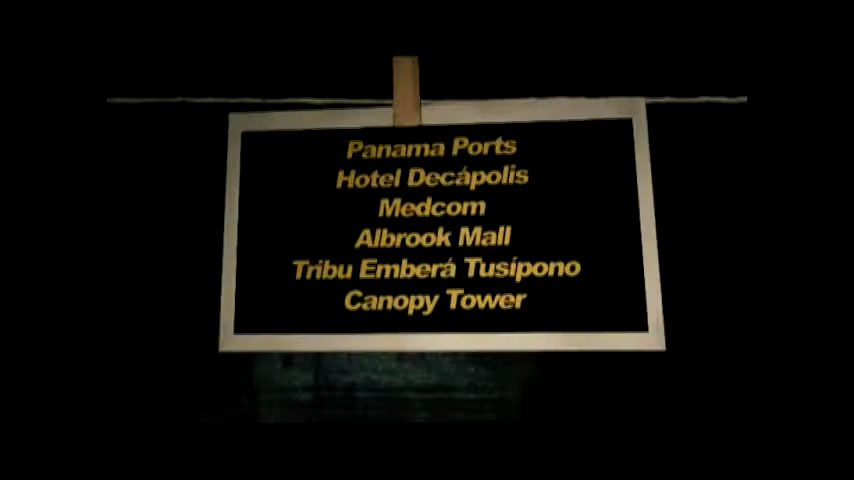 Panama Ports
Hotel Decápolis
Medcom
Albrook Mall
Tribu Emberá Tusípono
Canopy Tower